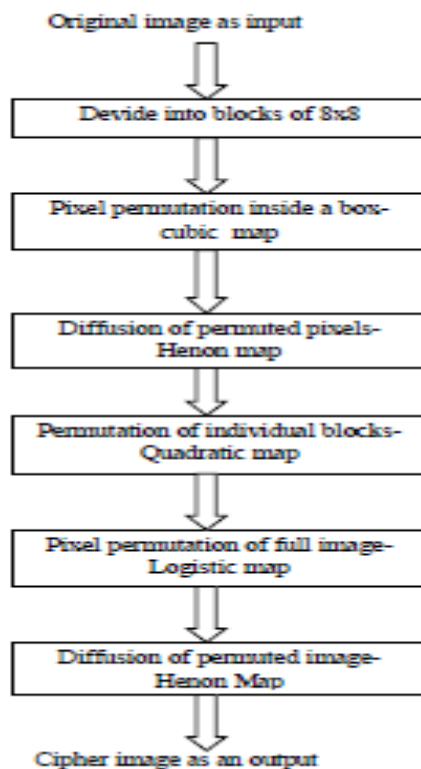 Original image as input
Devide into blocks of 8x8
Pixel permutation inside a box-
cubic map
Diffusion of permuted pixels-
Henon map
Permutation of individual blocks-
Quadratic map
Pixel permutation of full image-
Logistic map
Diffusion of permuted image-
Henon Map
Cipher image as an output